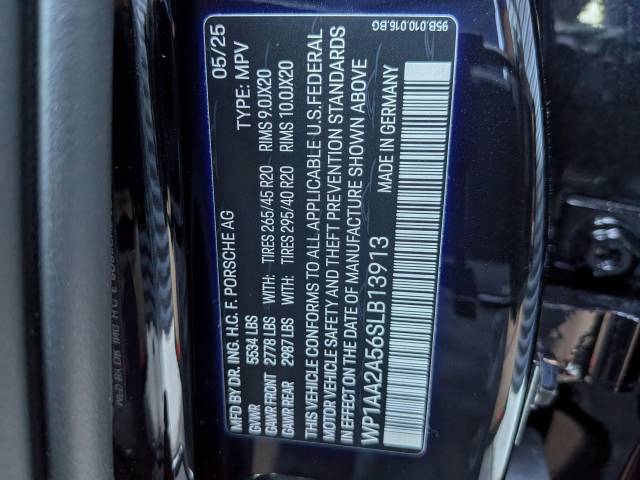 95B.010.016.BG
MFD BY DR. ING. H.C. F. PORSCHE AG 05/25
GVWR 5534 LBS TYPE: MPV
GAWR FRONT 2778 LBS WITH: TIRES 265/45 R20 RIMS 9.0JX20
GAWR REAR 2987 LBS WITH: TIRES 295/40 R20 RIMS 10.0JX20
THIS VEHICLE CONFORMS TO ALL APPLICABLE U.S. FEDERAL
MOTOR VEHICLE SAFETY AND THEFT PREVENTION STANDARDS
IN EFFECT ON THE DATE OF MANUFACTURE SHOWN ABOVE
WP1AA2A56SLB13913 MADE IN GERMANY